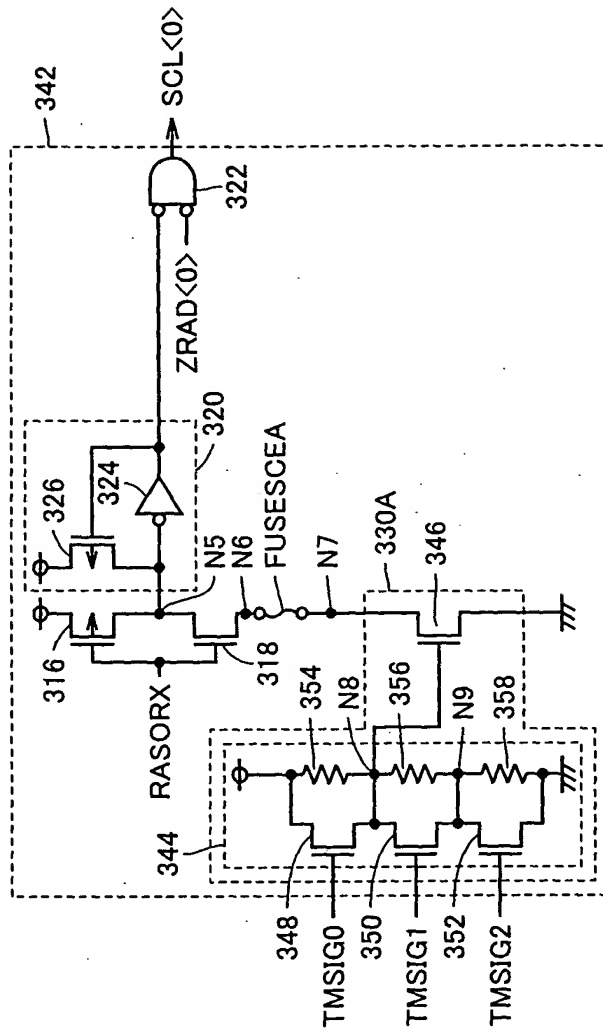 342
SCL<0>
322
ZRAD<0>
320
324
326
316
N5
N6
FUSESCEA
N7
318
RASORX
330A
346
354
N8
356
N9
358
344
348
TMSIG0
350
TMSIG1
352
TMSIG2